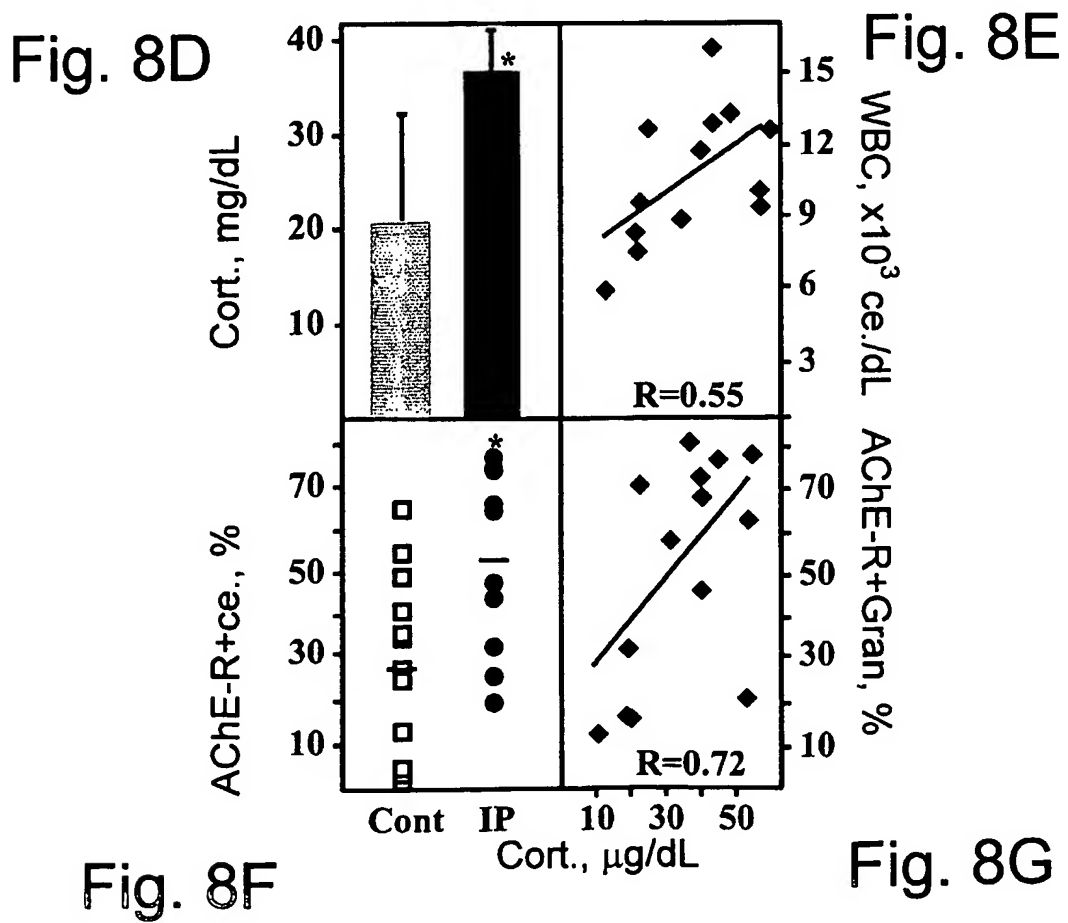 Fig. 8D
Fig. 8E
Cort., mg/dL
40
30
20
10
*
15
12
9
6
3
WBC, x10³ ce./dL
R=0.55
AChE-R+ce., %
70
50
30
10
*
70
50
30
10
AChE-R+Gran, %
R=0.72
Cont IP
10 30 50
Cort., µg/dL
Fig. 8F
Fig. 8G